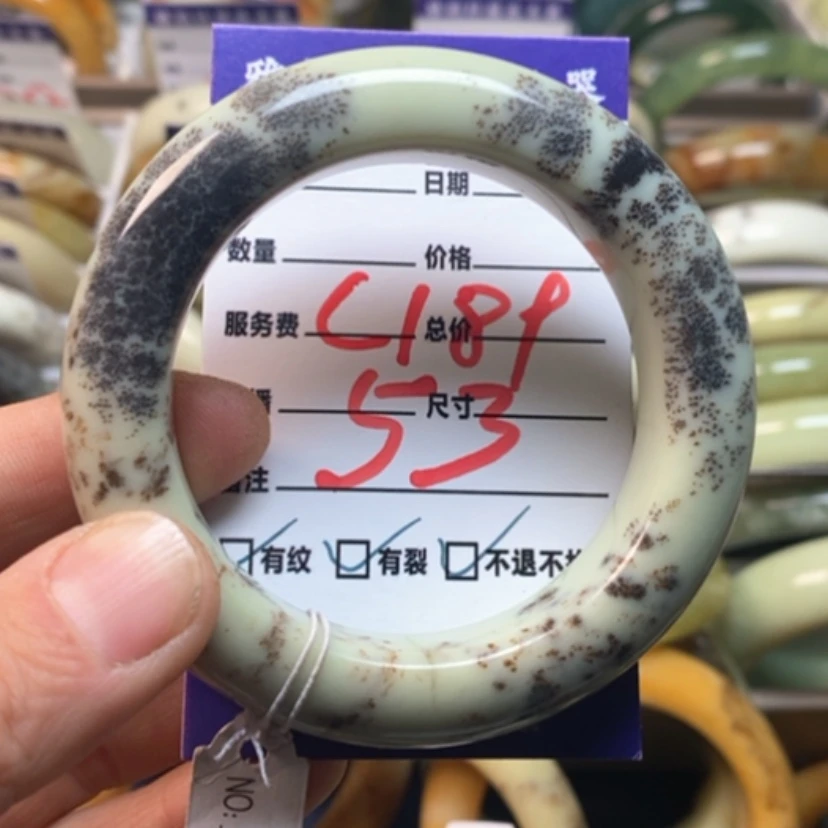 日期
数量 价格
服务费 总价
C189
尺寸
53
注
有纹 有裂 不退不
NO: